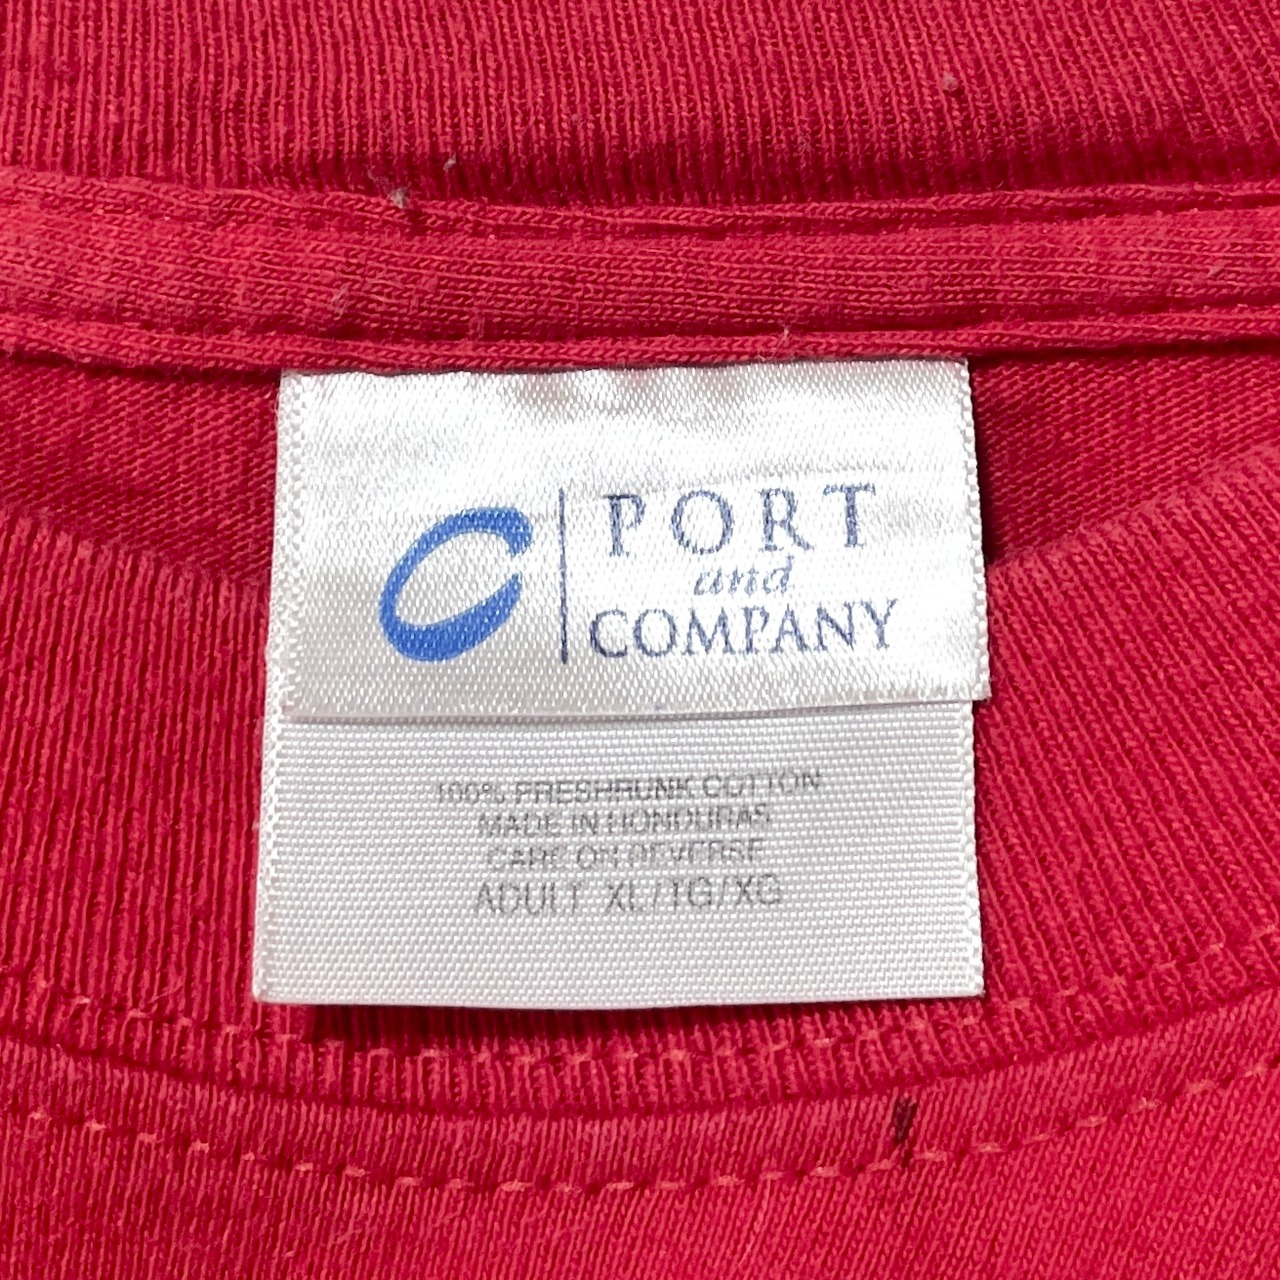 PORT
and
COMPANY
100% PRESHRUNK COTTON
MADE IN HONDURAS
CARE ON REVERSE
ADULT XL/TG/XG